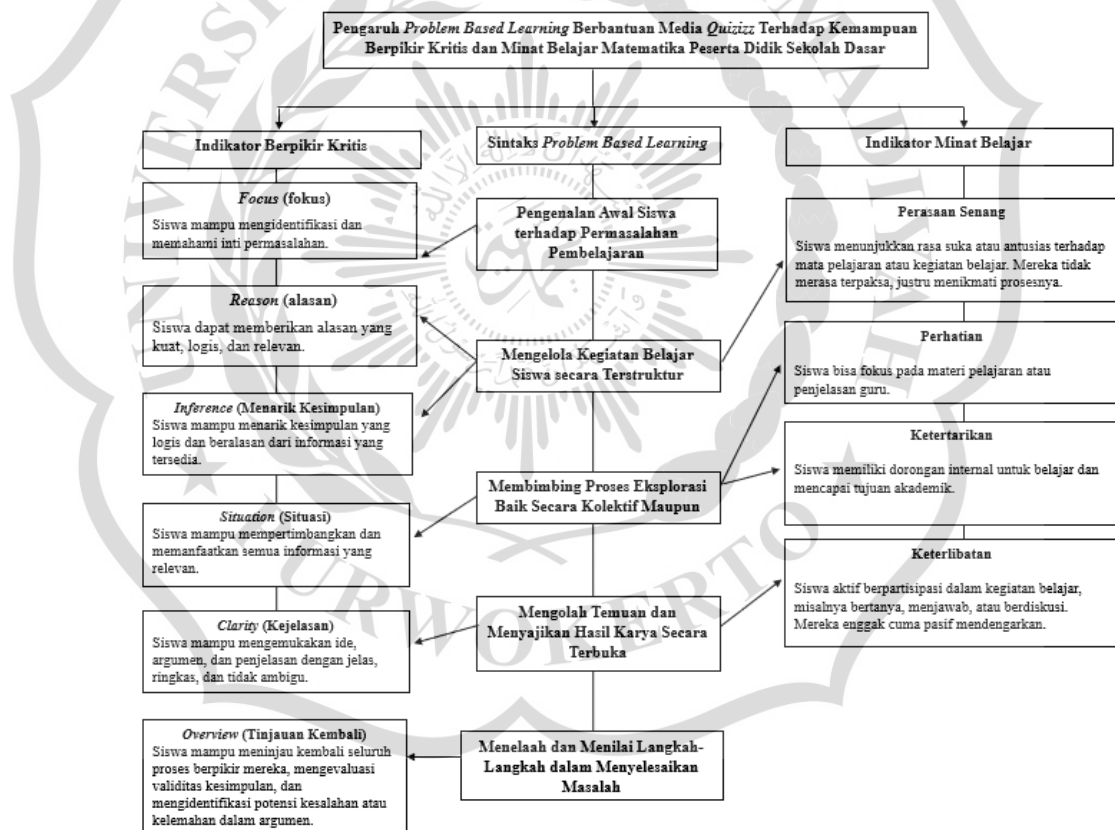 Pengaruh Problem Based Learning Berbantuan Media Quizizz Terhadap Kemampuan
Berpikir Kritis dan Minat Belajar Matematika Peserta Didik Sekolah Dasar
Indikator Berpikir Kritis
Focus (fokus)
Siswa mampu mengidentifikasi dan
memahami inti permasalahan.
Reason (alasan)
Siswa dapat memberikan alasan yang
kuat, logis, dan relevan.
Inference (Menarik Kesimpulan)
Siswa mampu menarik kesimpulan yang
logis dan beralasan dari informasi yang
tersedia.
Situation (Situasi)
Siswa mampu mempertimbangkan dan
memanfaatkan semua informasi yang
relevan.
Clarity (Kejelasan)
Siswa mampu mengemukakan ide,
argumen, dan penjelasan dengan jelas,
ringkas, dan tidak ambigu.
Overview (Tinjauan Kembali)
Siswa mampu meninjau kembali seluruh
proses berpikir mereka, mengevaluasi
validitas kesimpulan, dan
mengidentifikasi potensi kesalahan atau
kelemahan dalam argumen.
Sintaks Problem Based Learning
Pengenalan Awal Siswa
terhadap Permasalahan
Pembelajaran
Mengelola Kegiatan Belajar
Siswa secara Terstruktur
Membimbing Proses Eksplorasi
Baik Secara Kolektif Maupun
Mengolah Temuan dan
Menyajikan Hasil Karya Secara
Terbuka
Menelaah dan Menilai Langkah-
Langkah dalam Menyelesaikan
Masalah
Indikator Minat Belajar
Perasaan Senang
Siswa menunjukkan rasa suka atau antusias terhadap
mata pelajaran atau kegiatan belajar. Mereka tidak
merasa terpaksa, justru menikmati prosesnya.
Perhatian
Siswa bisa fokus pada materi pelajaran atau
penjelasan guru.
Ketertarikan
Siswa memiliki dorongan internal untuk belajar dan
mencapai tujuan akademik.
Keterlibatan
Siswa aktif berpartisipasi dalam kegiatan belajar,
misalnya bertanya, menjawab, atau berdiskusi.
Mereka enggak cuma pasif mendengarkan.
PURWOKERTO